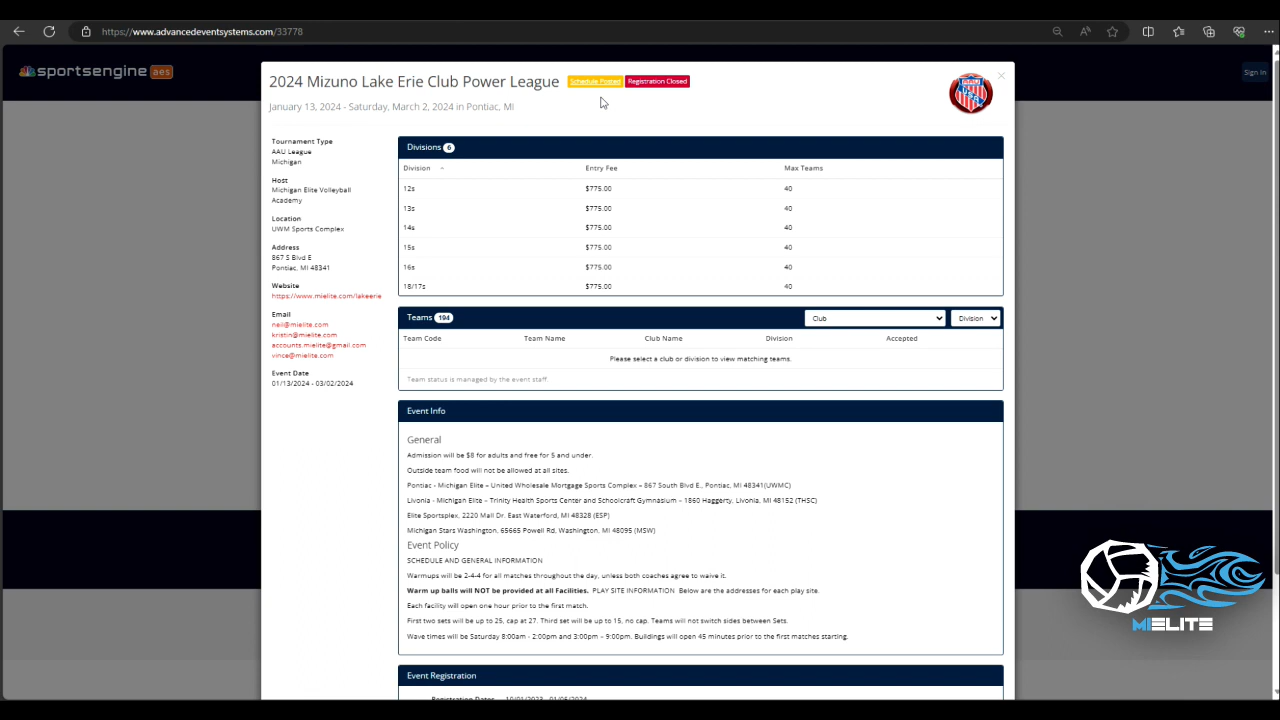 https://www.advancedeventsystems.com/33778
sportsengine aes
Sign In
2024 Mizuno Lake Erie Club Power League Schedule Posted Registration Closed
January 13, 2024 - Saturday, March 2, 2024 in Pontiac, MI
Tournament Type
AAU League
Michigan
Host
Michigan Elite Volleyball
Academy
Location
UWM Sports Complex
Address
867 S Blvd E
Pontiac, MI 48341
Website
https://www.mielite.com/lakeerie
Email
neil@mielite.com
kristin@mielite.com
accounts.mielite@gmail.com
vince@mielite.com
Event Date
01/13/2024 - 03/02/2024
Divisions 6
Division Entry Fee Max Teams
12s $775.00 40
13s $775.00 40
14s $775.00 40
15s $775.00 40
16s $775.00 40
18/17s $775.00 40
Teams 194 Club Division
Team Code Team Name Club Name Division Accepted
Please select a club or division to view matching teams.
Team status is managed by the event staff.
Event Info
General
Admission will be $8 for adults and free for 5 and under.
Outside team food will not be allowed at all sites.
Pontiac - Michigan Elite – United Wholesale Mortgage Sports Complex – 867 South Blvd E., Pontiac, MI 48341(UWMC)
Livonia - Michigan Elite – Trinity Health Sports Center and Schoolcraft Gymnasium – 1860 Haggerty, Livonia, MI 48152 (THSC)
Elite Sportsplex, 2220 Mall Dr. East Waterford, MI 48328 (ESP)
Michigan Stars Washington, 65665 Powell Rd, Washington, MI 48095 (MSW)
Event Policy
SCHEDULE AND GENERAL INFORMATION
Warmups will be 2-4-4 for all matches throughout the day, unless both coaches agree to waive it.
Warm up balls will NOT be provided at all Facilities. PLAY SITE INFORMATION Below are the addresses for each play site.
Each facility will open one hour prior to the first match.
First two sets will be up to 25, cap at 27. Third set will be up to 15, no cap. Teams will not switch sides between Sets.
Wave times will be Saturday 8:00am - 2:00pm and 3:00pm – 9:00pm. Buildings will open 45 minutes prior to the first matches starting.
Event Registration
Registration Dates 10/01/2023 - 01/05/2024
MIELITE